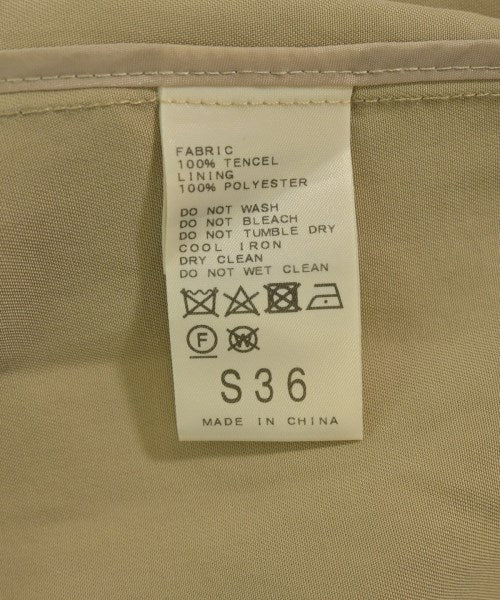 FABRIC
100% TENCEL
LINING
100% POLYESTER
DO NOT WASH
DO NOT BLEACH
DO NOT TUMBLE DRY
COOL IRON
DRY CLEAN
DO NOT WET CLEAN
F W
S36
MADE IN CHINA